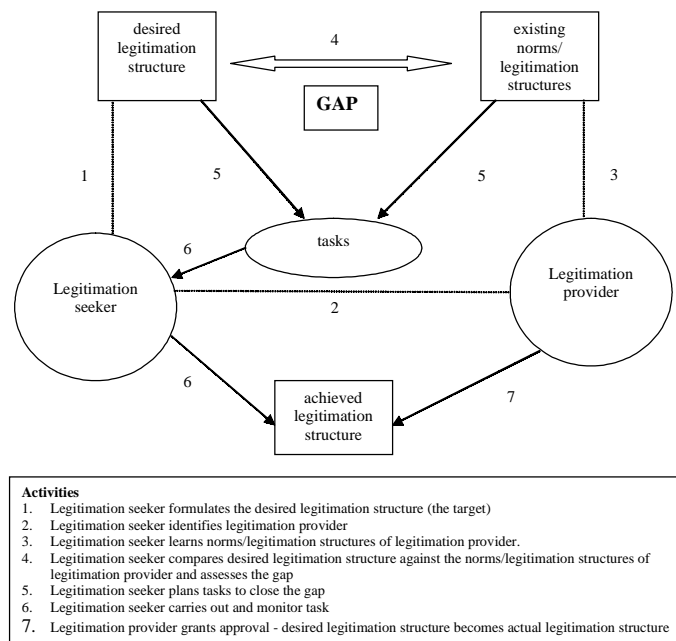 desired
legitimation
structure
4
existing
norms/
legitimation
structures
GAP
1
5
5
3
tasks
6
Legitimation
seeker
2
Legitimation
provider
6
7
achieved
legitimation
structure
Activities
1. Legitimation seeker formulates the desired legitimation structure (the target)
2. Legitimation seeker identifies legitimation provider
3. Legitimation seeker learns norms/legitimation structures of legitimation provider.
4. Legitimation seeker compares desired legitimation structure against the norms/legitimation structures of
legitimation provider and assesses the gap
5. Legitimation seeker plans tasks to close the gap
6. Legitimation seeker carries out and monitor task
7. Legitimation provider grants approval - desired legitimation structure becomes actual legitimation structure